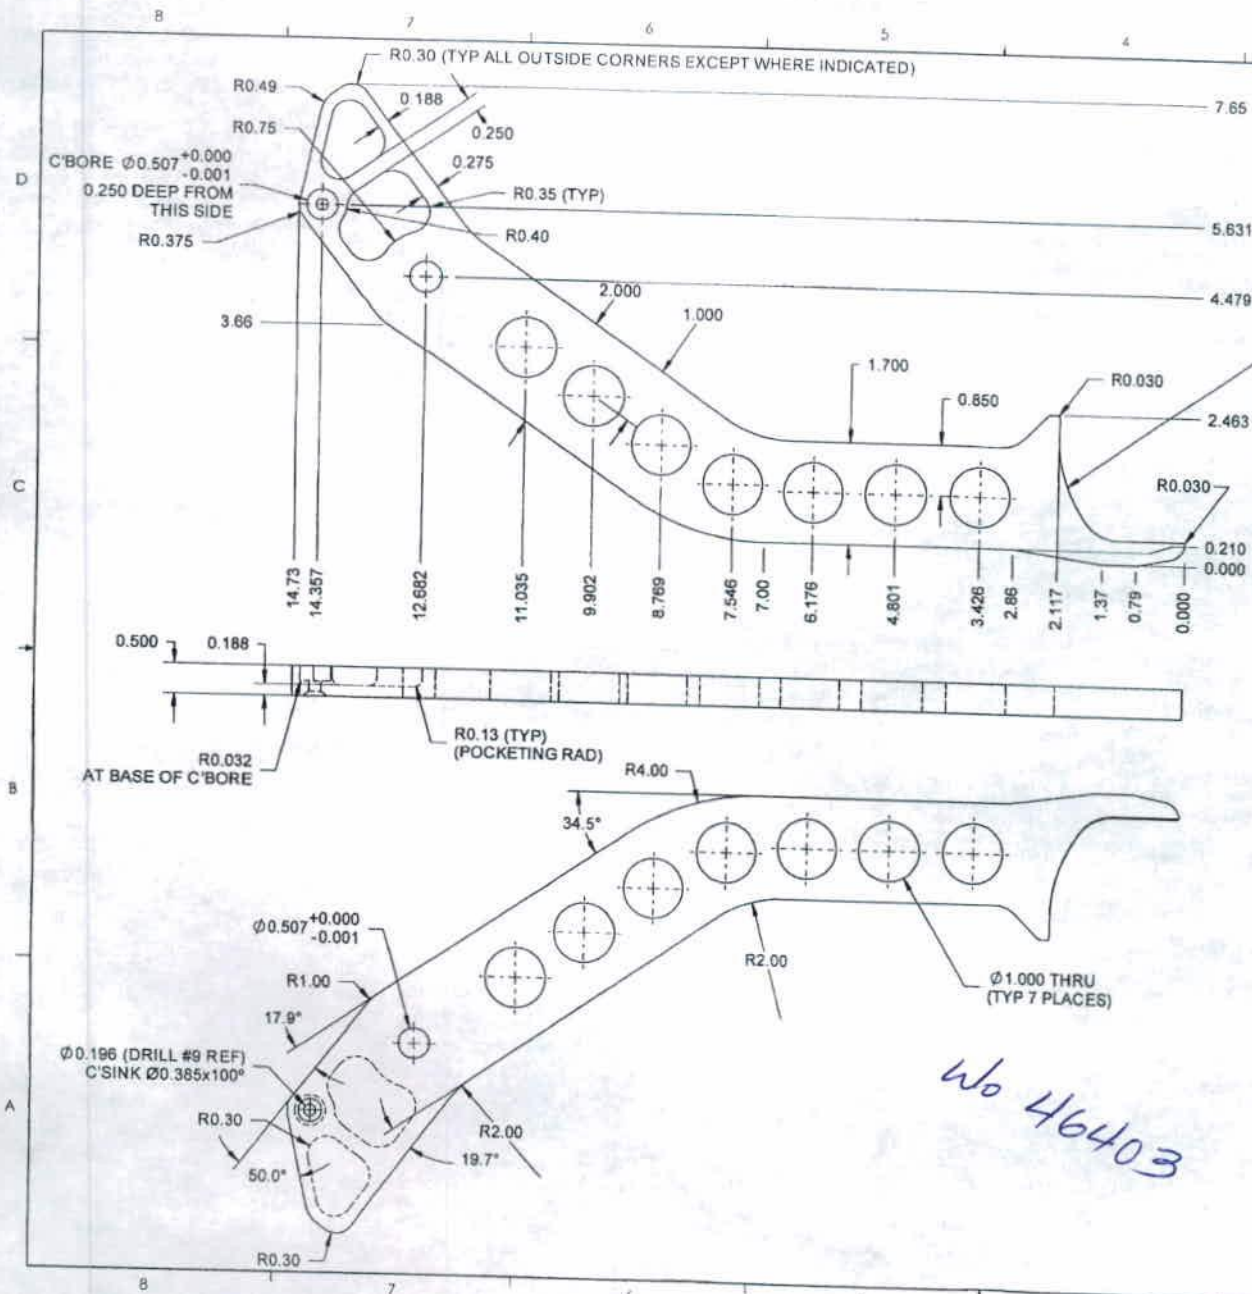 8
7
6
5
4
R0.30 (TYP ALL OUTSIDE CORNERS EXCEPT WHERE INDICATED)
R0.49
0.188
7.65
R0.75
0.250
C'BORE Ø0.507 +0.000
-0.001
0.250 DEEP FROM
THIS SIDE
0.275
D
R0.35 (TYP)
R0.375
R0.40
5.631
2.000
4.479
3.66
1.000
1.700
R0.030
0.850
2.463
C
R0.030
0.210
0.000
14.73
14.357
12.682
11.035
9.902
8.769
7.546
7.00
6.176
4.801
3.426
2.86
2.117
1.37
0.79
0.000
0.500
0.188
R0.032
AT BASE OF C'BORE
R0.13 (TYP)
(POCKETING RAD)
B
R4.00
34.5°
Ø0.507 +0.000
-0.001
R1.00
R2.00
Ø1.000 THRU
(TYP 7 PLACES)
17.9°
Ø0.196 (DRILL #9 REF)
C'SINK Ø0.385x100°
A
R0.30
R2.00
50.0°
19.7°
R0.30
Wo 46403
8
7